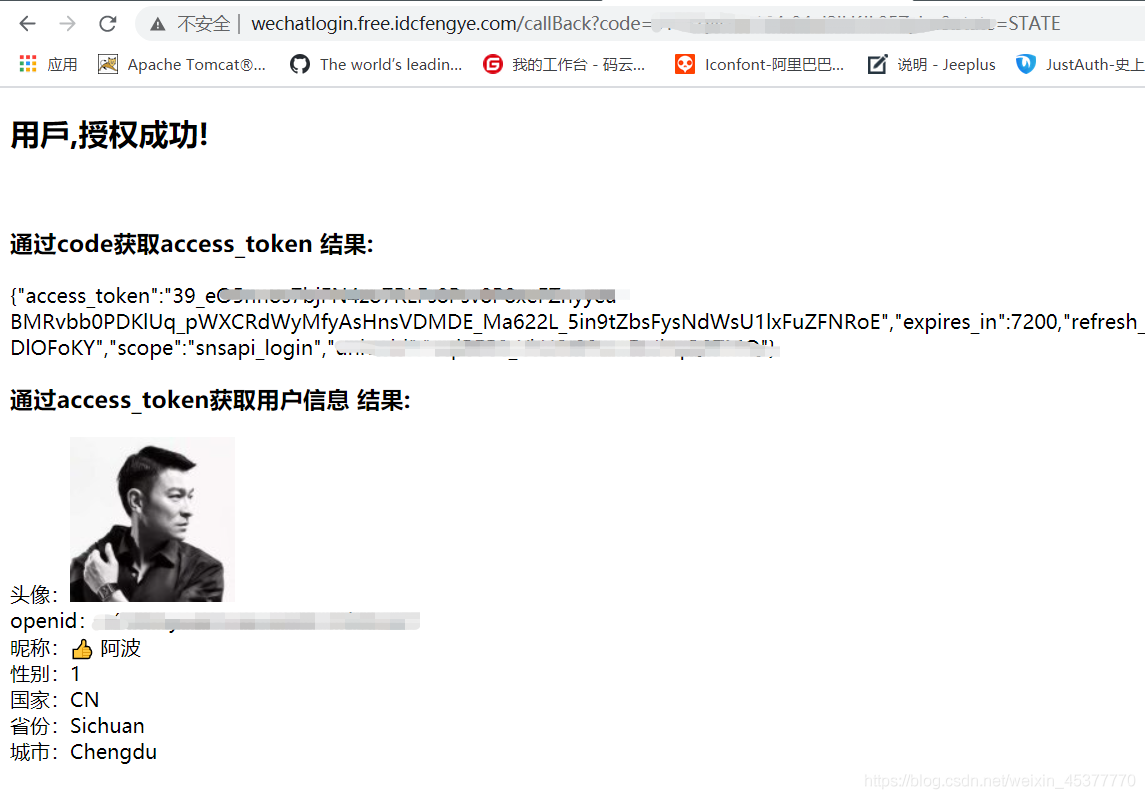 不安全 | wechatlogin.free.idcfengye.com/callBack?code= =STATE
应用 Apache Tomcat®... The world's leadin... 我的工作台 - 码云... Iconfont-阿里巴巴... 说明 - Jeeplus JustAuth-史上
用戶,授权成功!
通过code获取access_token 结果:
{"access_token":"39_
BMRvbb0PDKlUq_pWXCRdWyMfyAsHnsVDMDE_Ma622L_5in9tZbsFysNdWsU1lxFuZFNRoE","expires_in":7200,"refresh_
DlOFoKY","scope":"snsapi_login","
通过access_token获取用户信息 结果:
头像：
openid：
昵称：👍 阿波
性别：1
国家：CN
省份：Sichuan
城市：Chengdu
https://blog.csdn.net/weixin_45377770